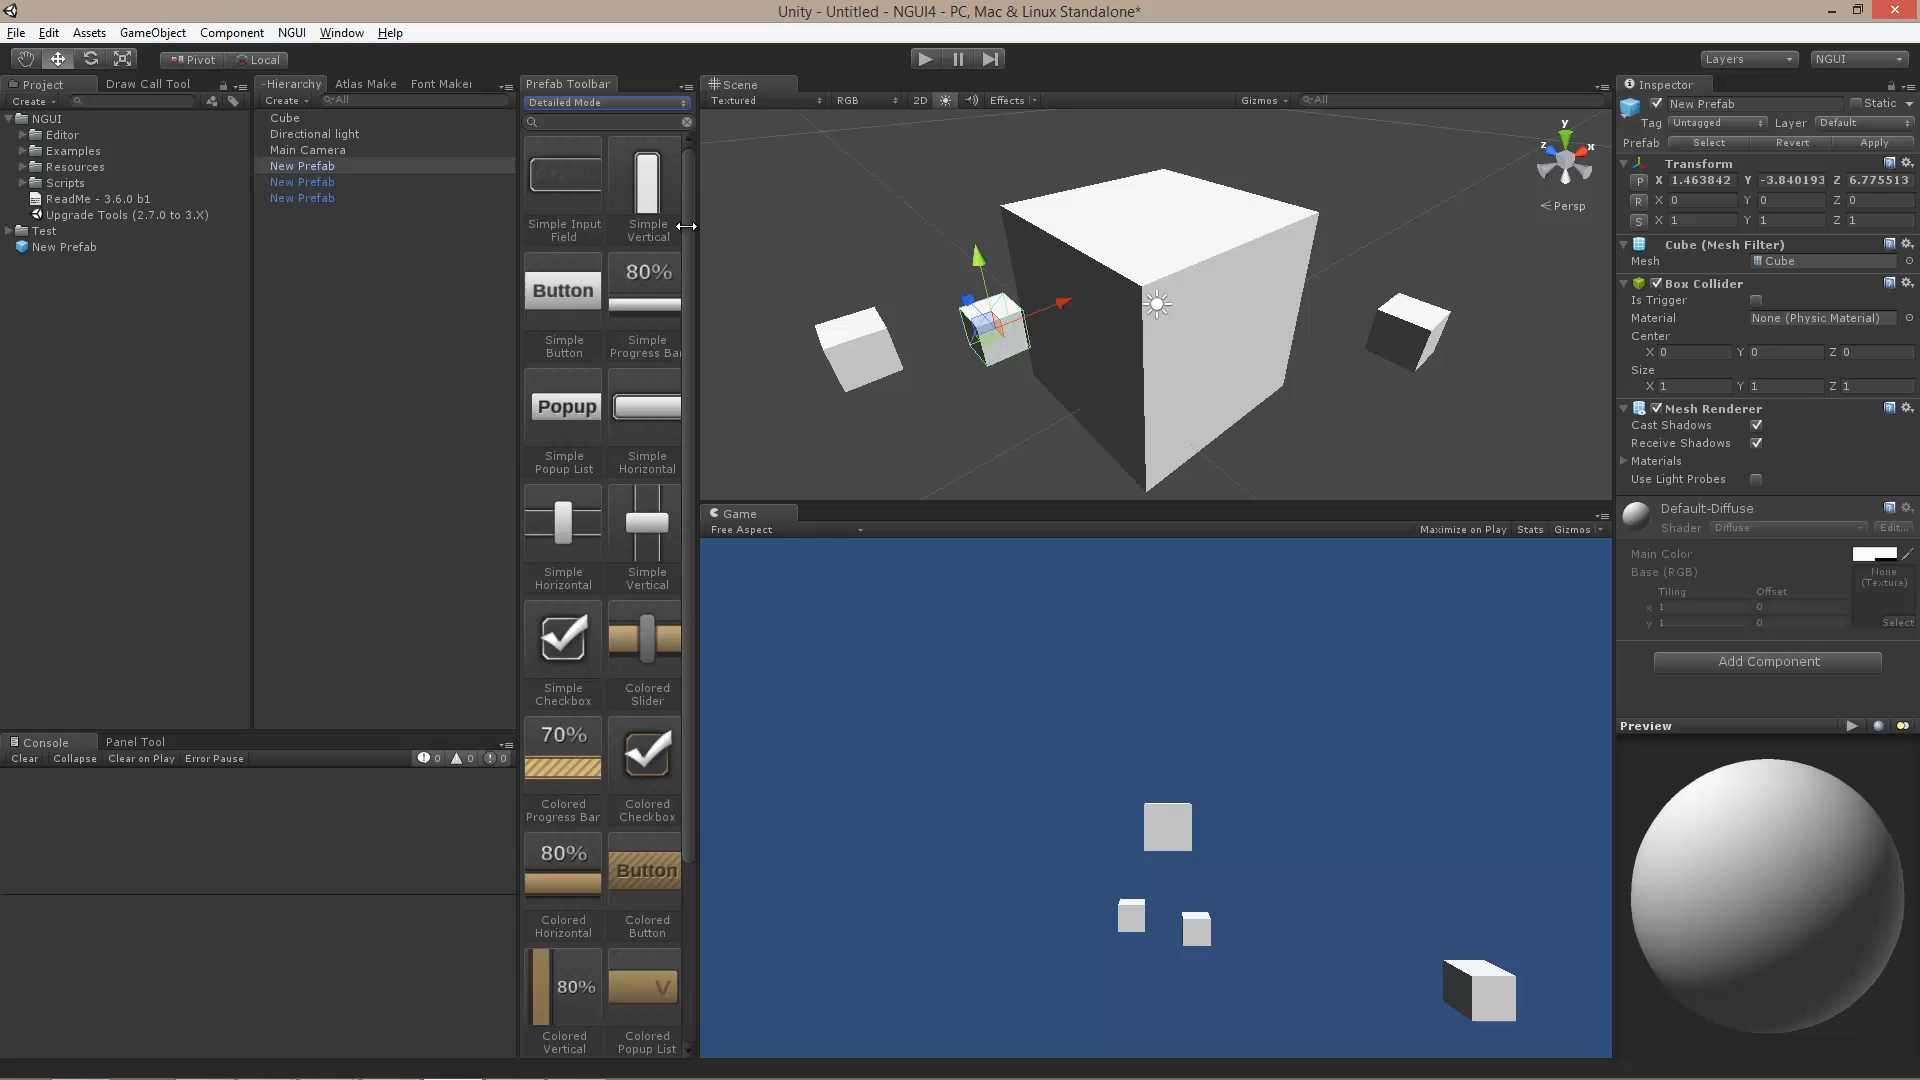 Unity - Untitled - NGUI4 - PC, Mac & Linux Standalone*
File Edit Assets GameObject Component NGUI Window Help
Pivot Local
Layers NGUI
Project Draw Call Tool
Create
NGUI
Editor
Examples
Resources
Scripts
ReadMe - 3.6.0 b1
Upgrade Tools (2.7.0 to 3.X)
Test
New Prefab
Hierarchy Atlas Make Font Maker
Create All
Cube
Directional light
Main Camera
New Prefab
New Prefab
New Prefab
Prefab Toolbar
Detailed Mode
Simple Input Field
Simple Vertical
Button
80%
Simple Button
Simple Progress Bar
Popup
Simple Popup List
Simple Horizontal
Simple Horizontal
Simple Vertical
Simple Checkbox
Colored Slider
70%
Colored Progress Bar
Colored Checkbox
80%
Button
Colored Horizontal
Colored Button
80%
V
Colored Vertical
Colored Popup List
Scene
Textured RGB 2D Effects Gizmos All
y
z
x
Persp
Game
Free Aspect Maximize on Play Stats Gizmos
Console Panel Tool
Clear Collapse Clear on Play Error Pause 0 0 0
Inspector
New Prefab Static
Tag Untagged Layer Default
Prefab Select Revert Apply
Transform
P X 1.463842 Y -3.840193 Z 6.775513
R X 0 Y 0 Z 0
S X 1 Y 1 Z 1
Cube (Mesh Filter)
Mesh Cube
Box Collider
Is Trigger
Material None (Physic Material)
Center
X 0 Y 0 Z 0
Size
X 1 Y 1 Z 1
Mesh Renderer
Cast Shadows
Receive Shadows
Materials
Use Light Probes
Default-Diffuse
Shader Diffuse Edit...
Main Color
Base (RGB) None (Texture)
Tiling Offset
x 1 0
y 1 0
Select
Add Component
Preview